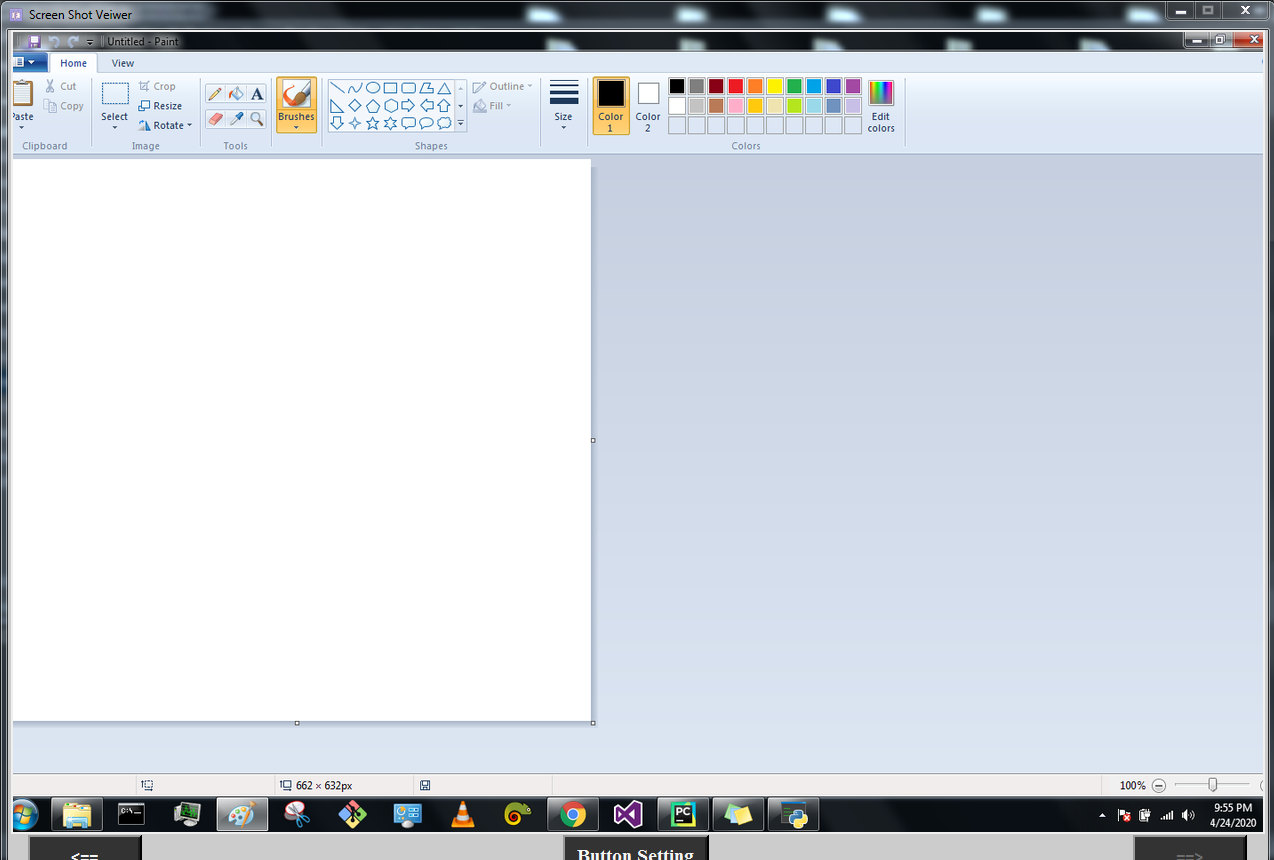 Screen Shot Veiwer
Untitled - Paint
Home View
Cut
Copy
aste
Clipboard
Select
Crop
Resize
Rotate
Image
A
Tools
Brushes
Outline
Fill
Shapes
Size
Color
1
Color
2
Edit
colors
Colors
662 × 632px
100%
C:\_
PC
9:55 PM
4/24/2020
<==
Button Setting
==>